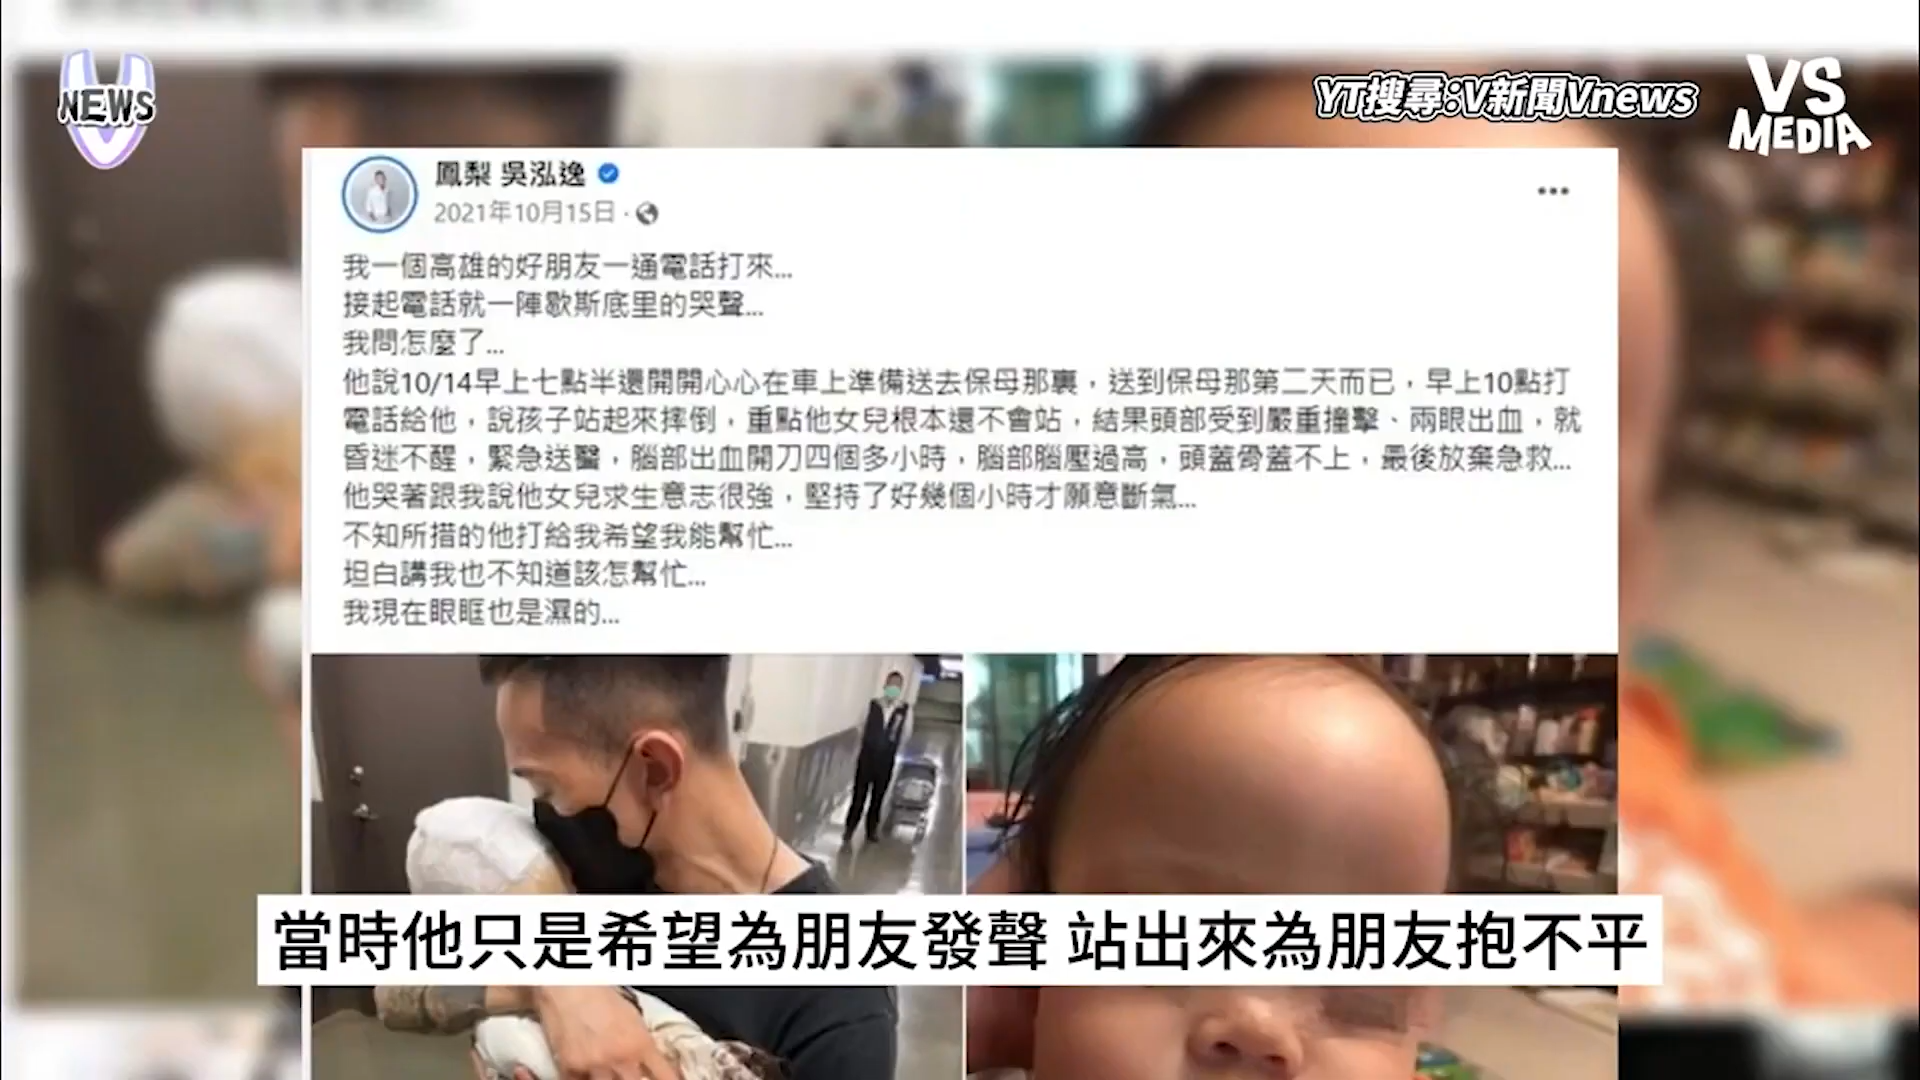 NEWS
YT搜尋:V新聞Vnews
VS
MEDIA
鳳梨 吳泓逸
2021年10月15日
我一個高雄的好朋友一通電話打來...
接起電話就一陣歇斯底里的哭聲...
我問怎麼了...
他說10/14早上七點半還開開心心在車上準備送去保母那裏，送到保母那第二天而已，早上10點打
電話給他，說孩子站起來摔倒，重點他女兒根本還不會站，結果頭部受到嚴重撞擊、兩眼出血，就
昏迷不醒，緊急送醫，腦部出血開刀四個多小時，腦部腦壓過高，頭蓋骨蓋不上，最後放棄急救...
他哭著跟我說他女兒求生意志很強，堅持了好幾個小時才願意斷氣...
不知所措的他打給我希望我能幫忙...
坦白講我也不知道該怎幫忙...
我現在眼眶也是濕的...
當時他只是希望為朋友發聲 站出來為朋友抱不平